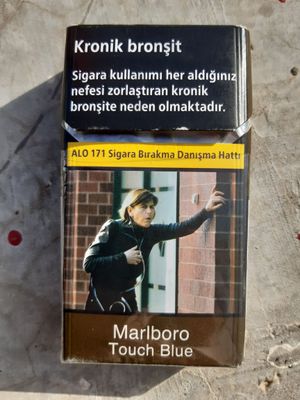 Kronik bronşit
Sigara kullanımı her aldığınız
nefesi zorlaştıran kronik
bronşite neden olmaktadır.
ALO 171 Sigara Bırakma Danışma Hattı
Marlboro
Touch Blue